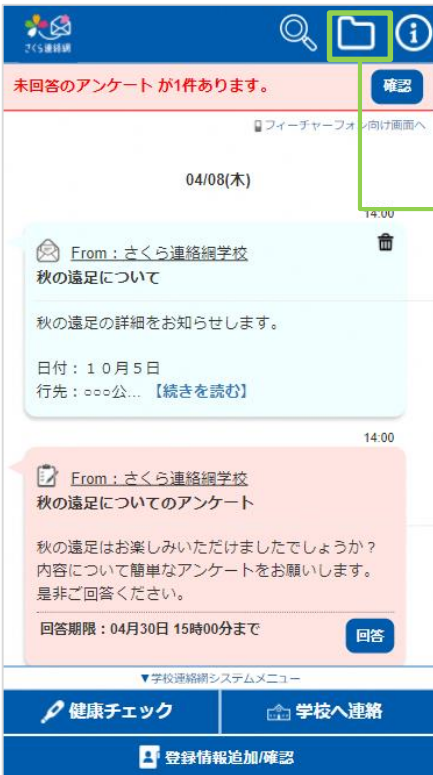 さくら連絡網
未回答のアンケート が1件あります。
確認
フィーチャーフォン向け画面へ
04/08(木)
14:00
From：さくら連絡網学校
秋の遠足について
秋の遠足の詳細をお知らせします。
日付：１０月５日
行先：○○○公... 【続きを読む】
14:00
From：さくら連絡網学校
秋の遠足についてのアンケート
秋の遠足はお楽しみいただけましたでしょうか？
内容について簡単なアンケートをお願いします。
是非ご回答ください。
回答期限：04月30日 15時00分まで
回答
▼学校連絡網システムメニュー
健康チェック
学校へ連絡
登録情報追加/確認